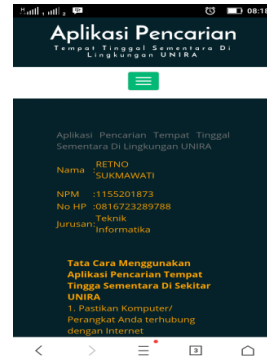 08:18
Aplikasi Pencarian
Tempat Tinggal Sementara Di
Lingkungan UNIRA
Aplikasi Pencarian Tempat Tinggal
Sementara Di Lingkungan UNIRA
Nama : RETNO
SUKMAWATI
NPM :1155201873
No HP :0816723289788
Jurusan: Teknik
Informatika
Tata Cara Menggunakan
Aplikasi Pencarian Tempat
Tingga Sementara Di Sekitar
UNIRA
1. Pastikan Komputer/
Perangkat Anda terhubung
dengan Internet
3